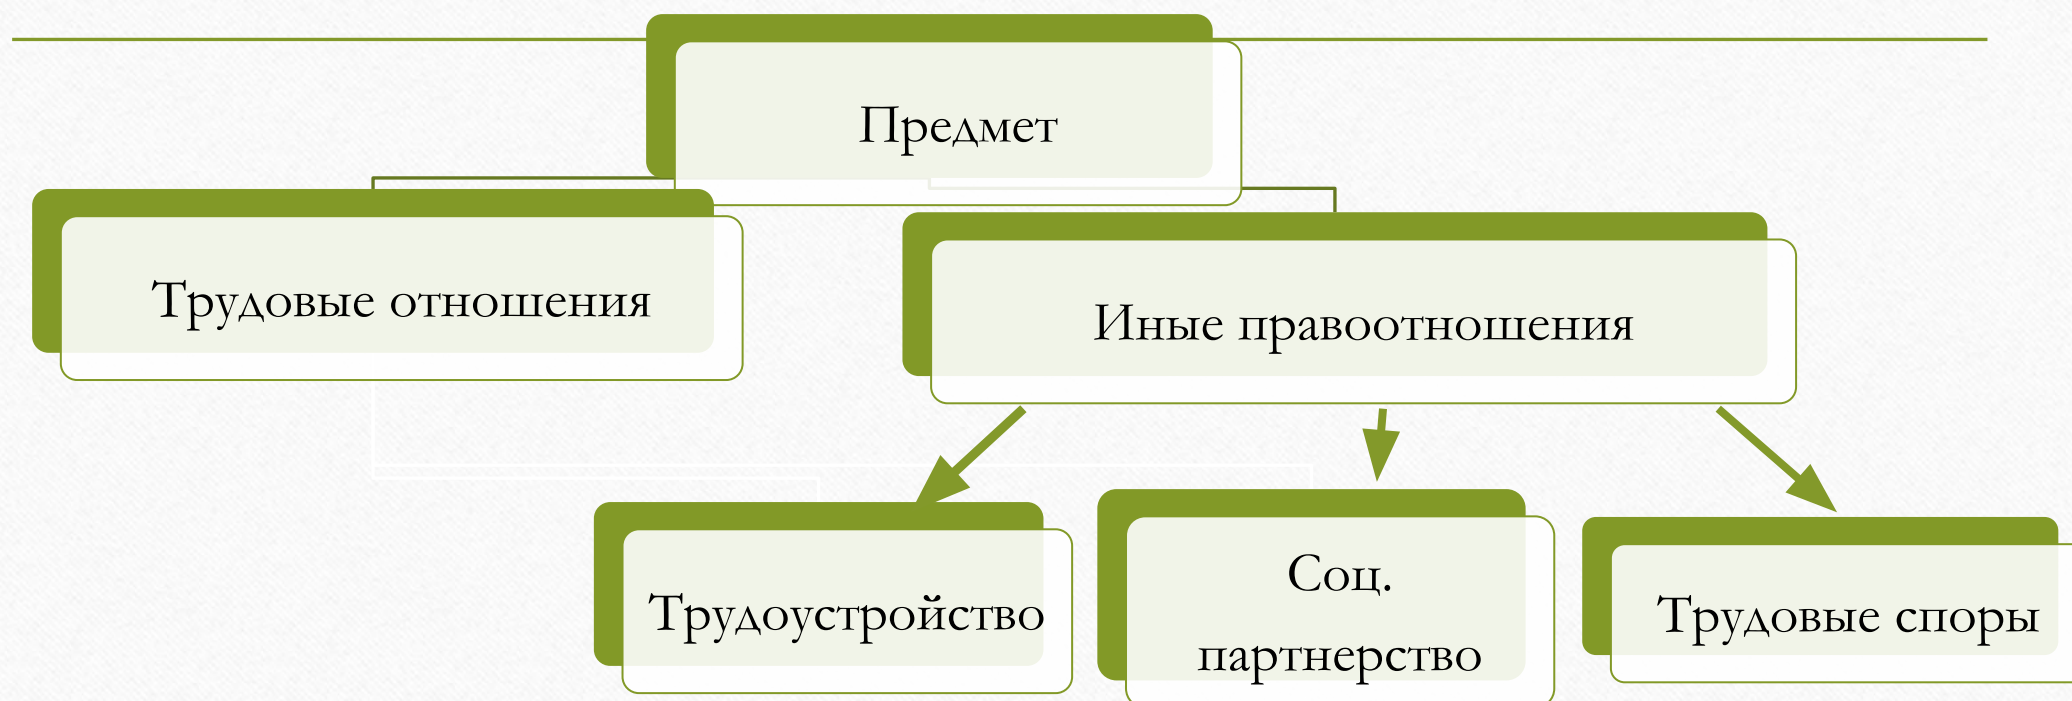 Предмет
Трудовые отношения
Иные правоотношения
Трудоустройство
Соц.
партнерство
Трудовые споры